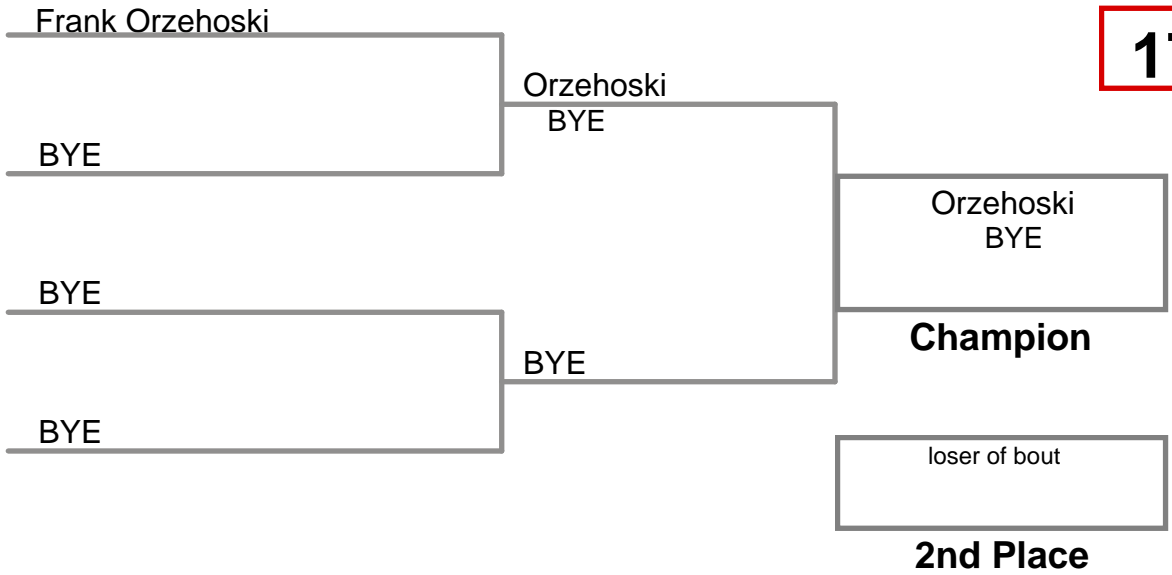 Frank Orzehoski
BYE
BYE
BYE
Orzehoski
BYE
BYE
Orzehoski
BYE
Champion
loser of bout
2nd Place